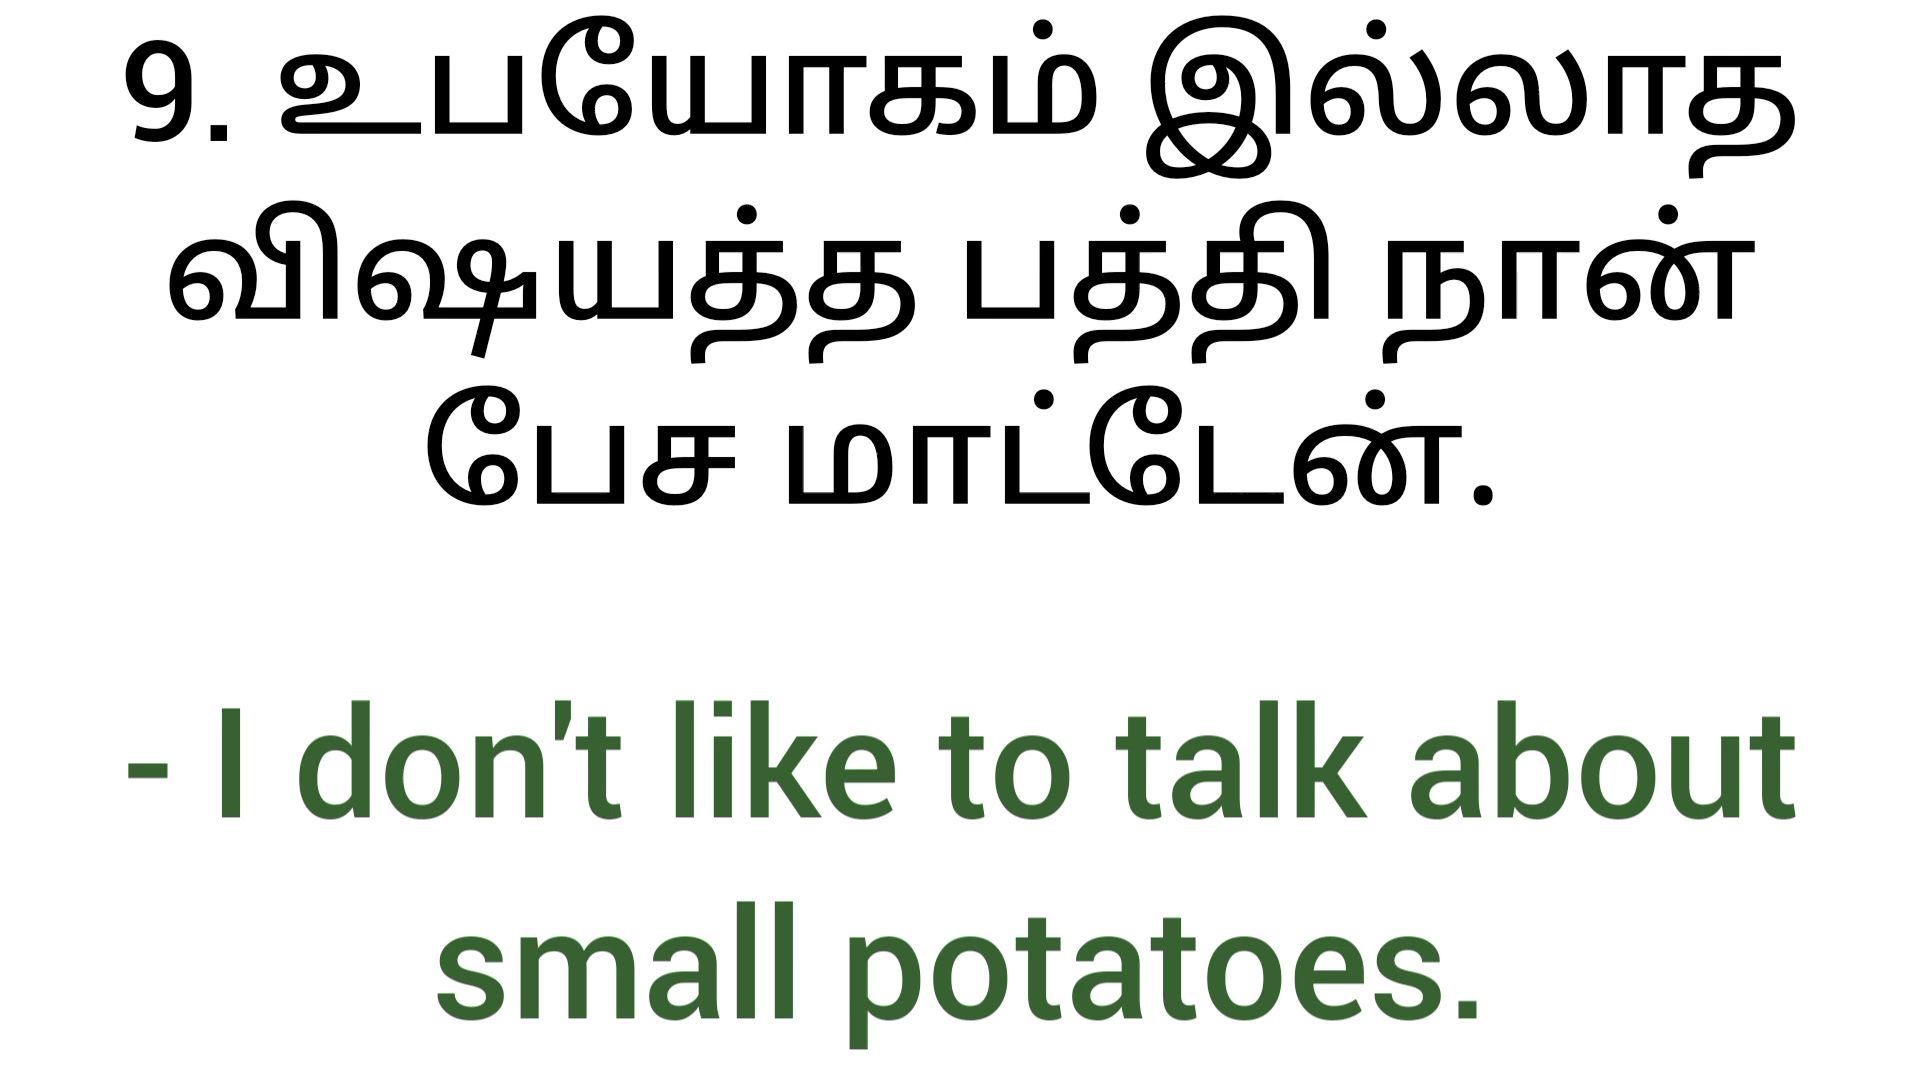 9. உபயோகம் இல்லாத
விஷயத்த பத்தி நான்
பேச மாட்டேன்.
- I don't like to talk about
small potatoes.